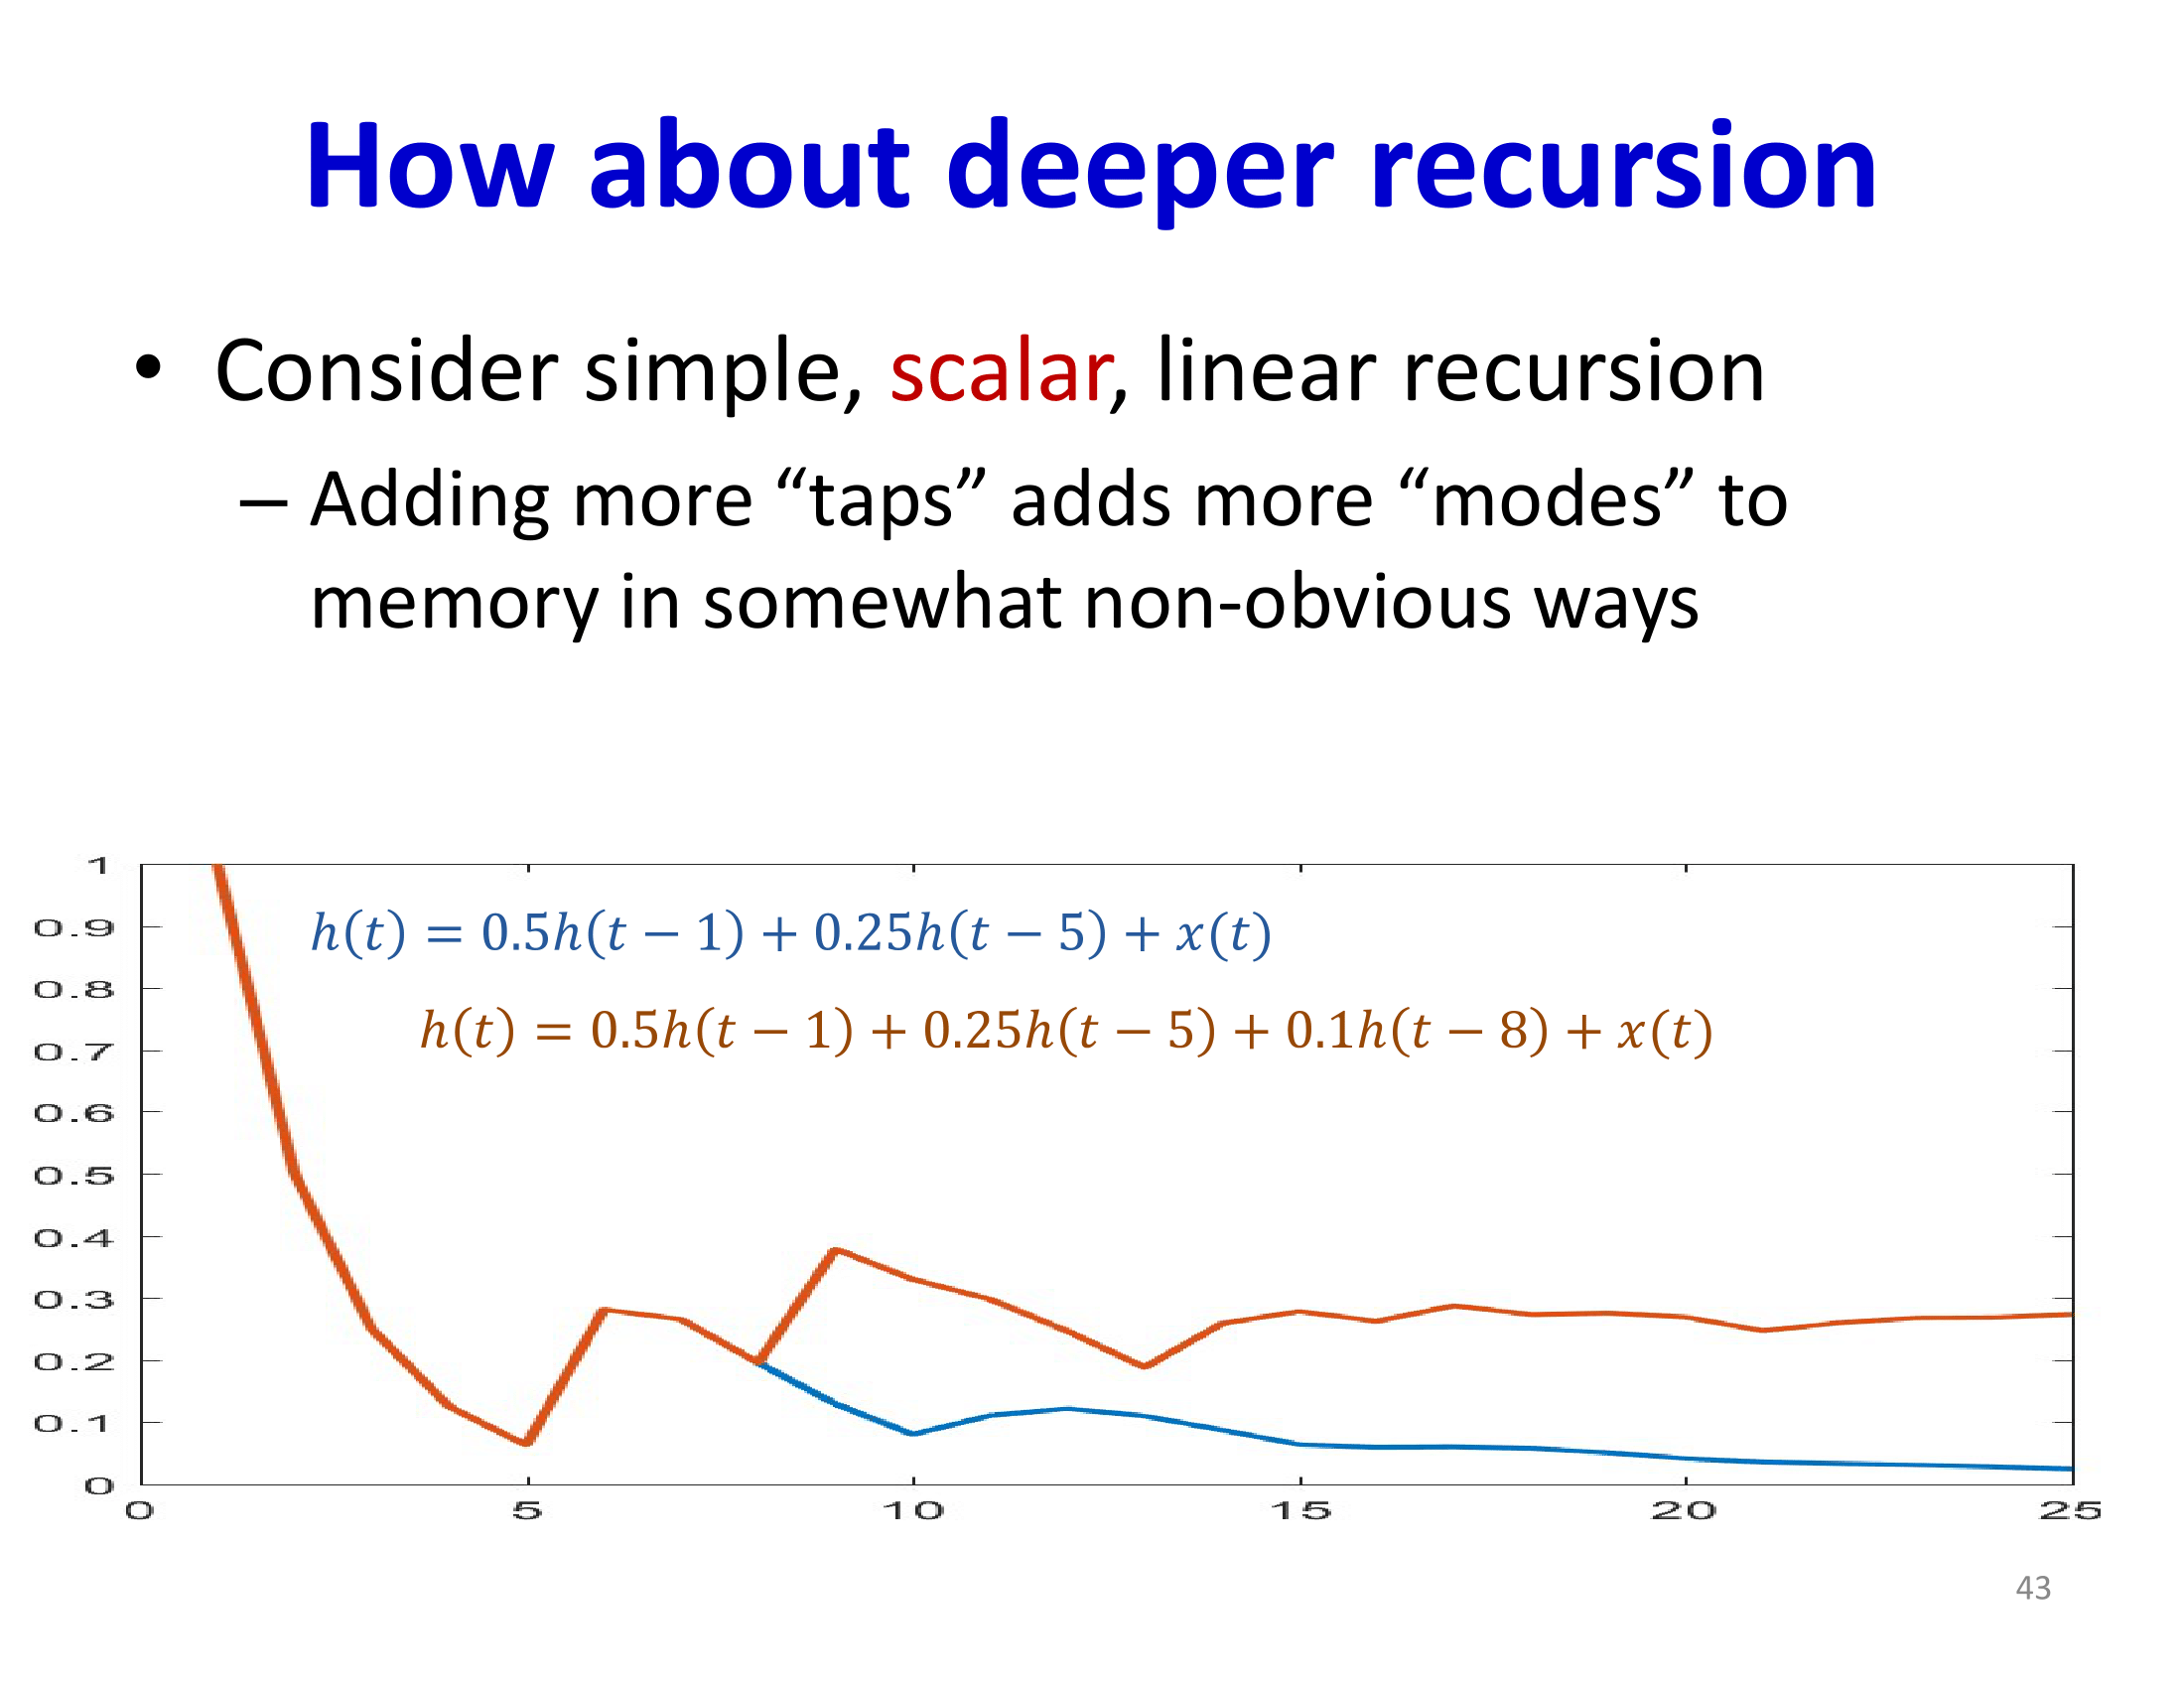 How about deeper recursion
• Consider simple, scalar, linear recursion
– Adding more “taps” adds more “modes” to
memory in somewhat non-obvious ways
1
0.9
0.8
0.7
0.6
0.5
0.4
0.3
0.2
0.1
0
h(t) = 0.5h(t − 1) + 0.25h(t − 5) + x(t)
h(t) = 0.5h(t − 1) + 0.25h(t − 5) + 0.1h(t − 8) + x(t)
0 5 10 15 20 25
43